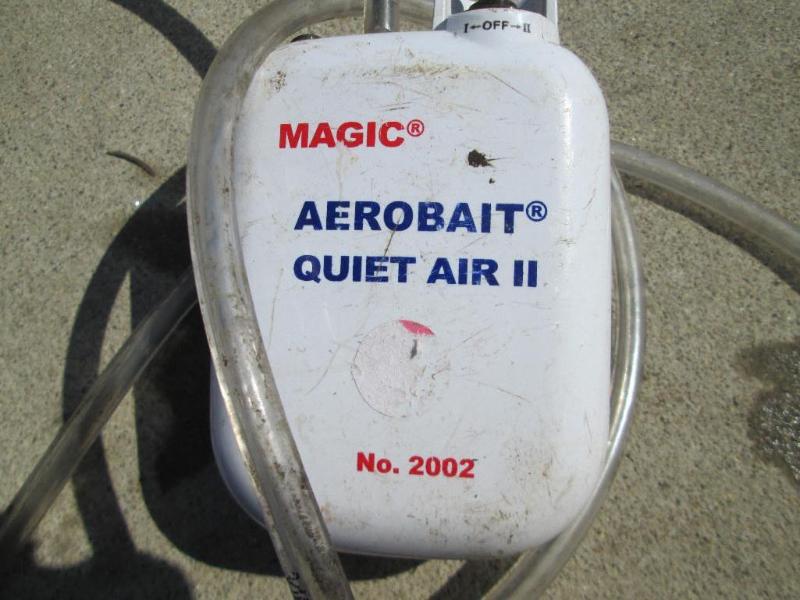 I←OFF→II
MAGIC®
AEROBAIT®
QUIET AIR II
No. 2002